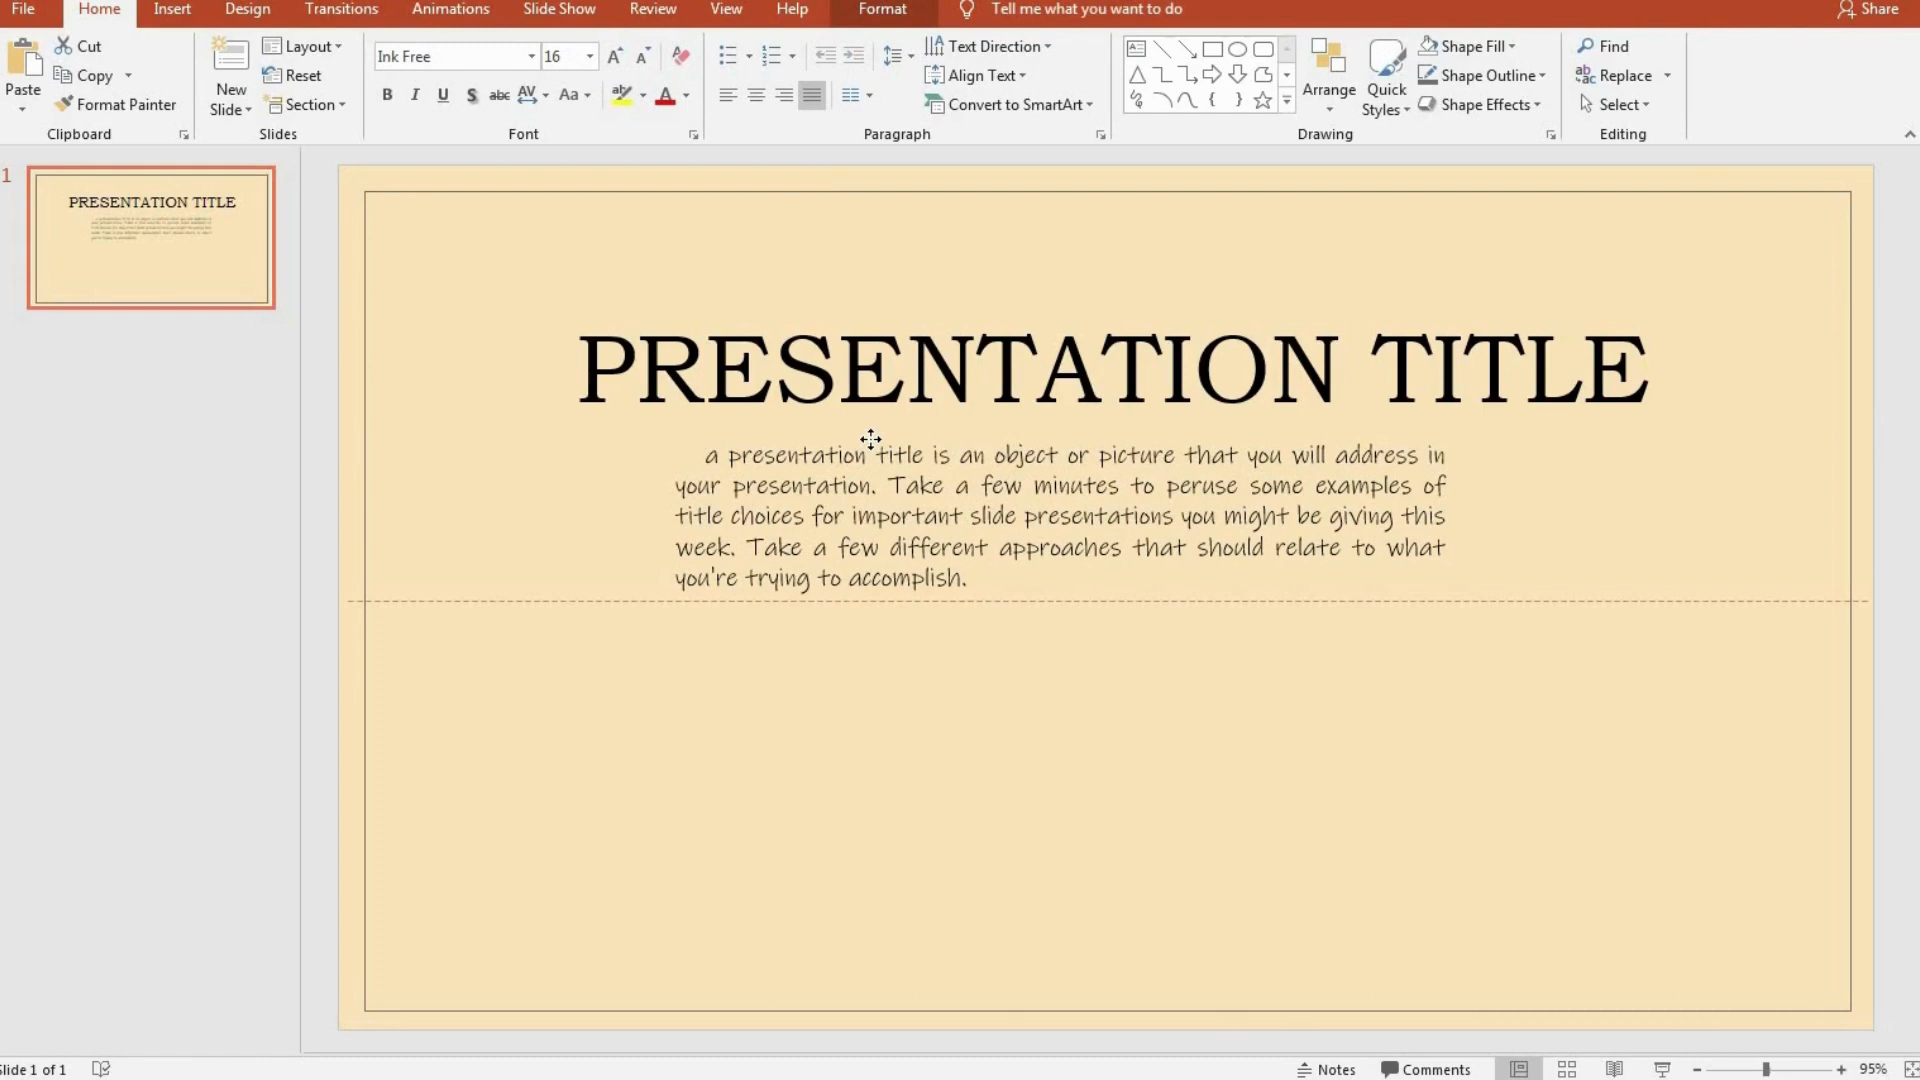 File Home Insert Design Transitions Animations Slide Show Review View Help Format Tell me what you want to do Share
Paste
Cut
Copy
Format Painter
Clipboard
New
Slide
Layout
Reset
Section
Slides
Ink Free 16
B I U S abc AV Aa A
Font
Text Direction
Align Text
Convert to SmartArt
Paragraph
Arrange
Quick
Styles
Shape Fill
Shape Outline
Shape Effects
Drawing
Find
Replace
Select
Editing
1
PRESENTATION TITLE
PRESENTATION TITLE
a presentation title is an object or picture that you will address in
your presentation. Take a few minutes to peruse some examples of
title choices for important slide presentations you might be giving this
week. Take a few different approaches that should relate to what
you're trying to accomplish.
Slide 1 of 1 Notes Comments 95%